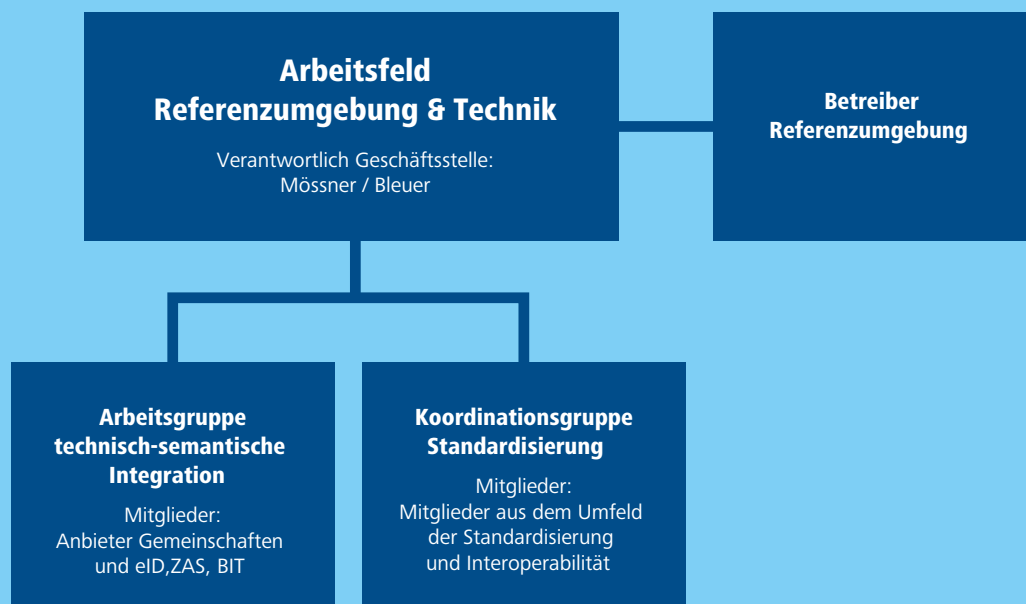 Arbeitsfeld
Referenzumgebung & Technik
Verantwortlich Geschäftsstelle:
Mössner / Bleuer
Betreiber
Referenzumgebung
Arbeitsgruppe
technisch-semantische
Integration
Mitglieder:
Anbieter Gemeinschaften
und eID,ZAS, BIT
Koordinationsgruppe
Standardisierung
Mitglieder:
Mitglieder aus dem Umfeld
der Standardisierung
und Interoperabilität